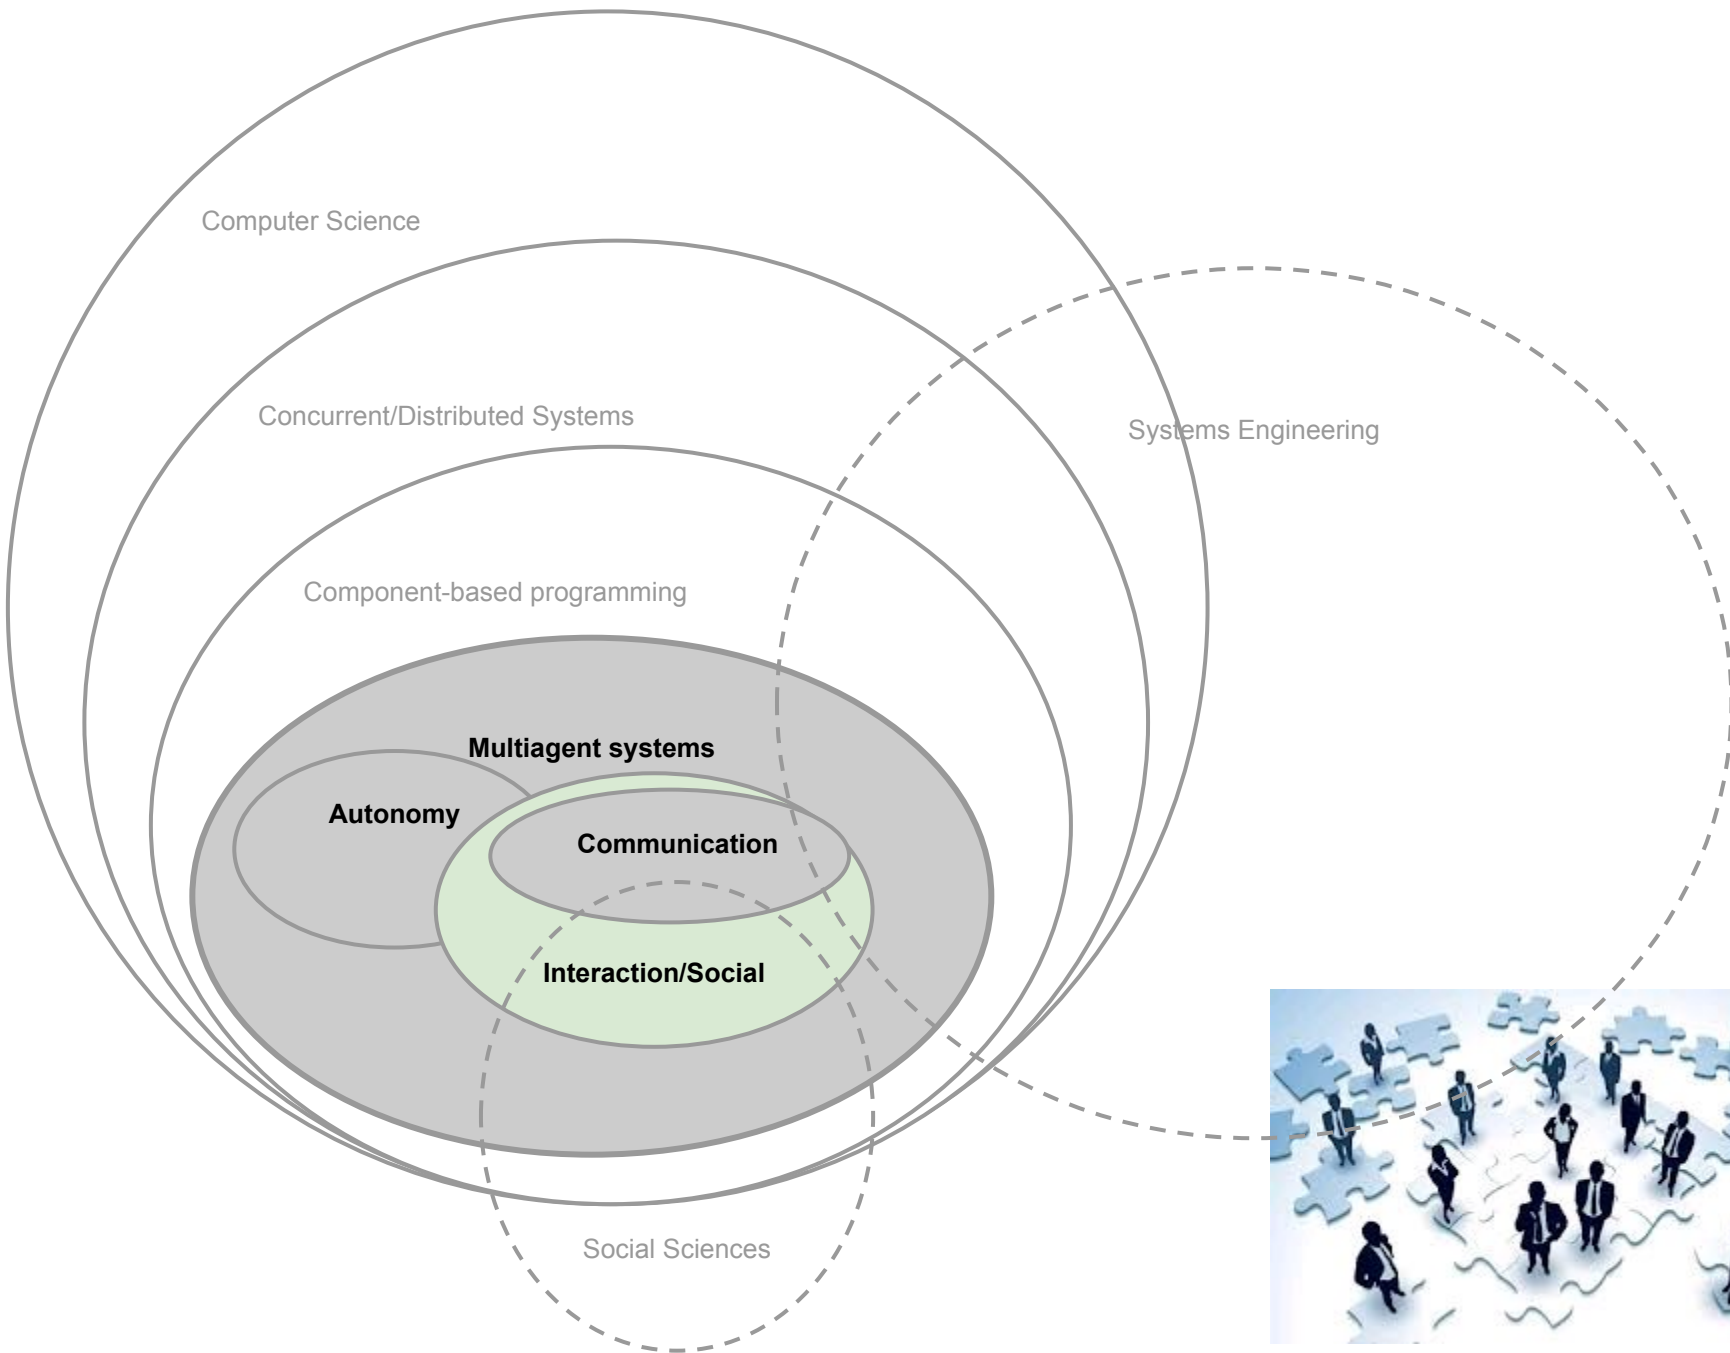 Computer Science
Concurrent/Distributed Systems
Systems Engineering
Component-based programming
Multiagent systems
Autonomy
Communication
Interaction/Social
Social Sciences